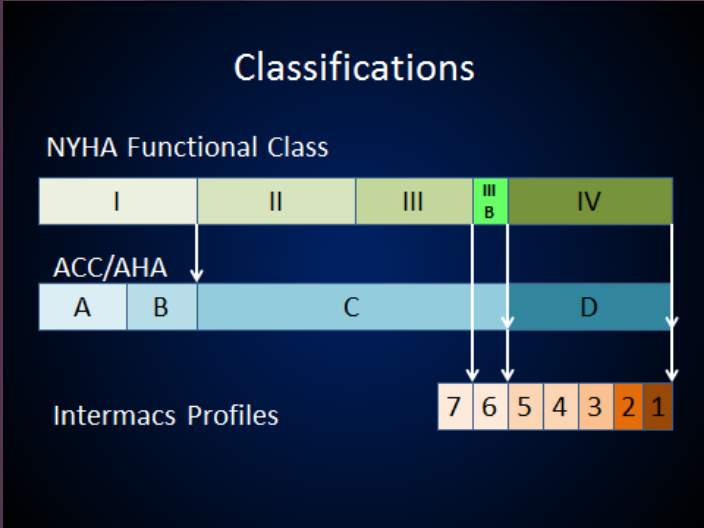 Classifications
NYHA Functional Class
I II III III B IV
ACC/AHA
A B C D
Intermacs Profiles
7 6 5 4 3 2 1